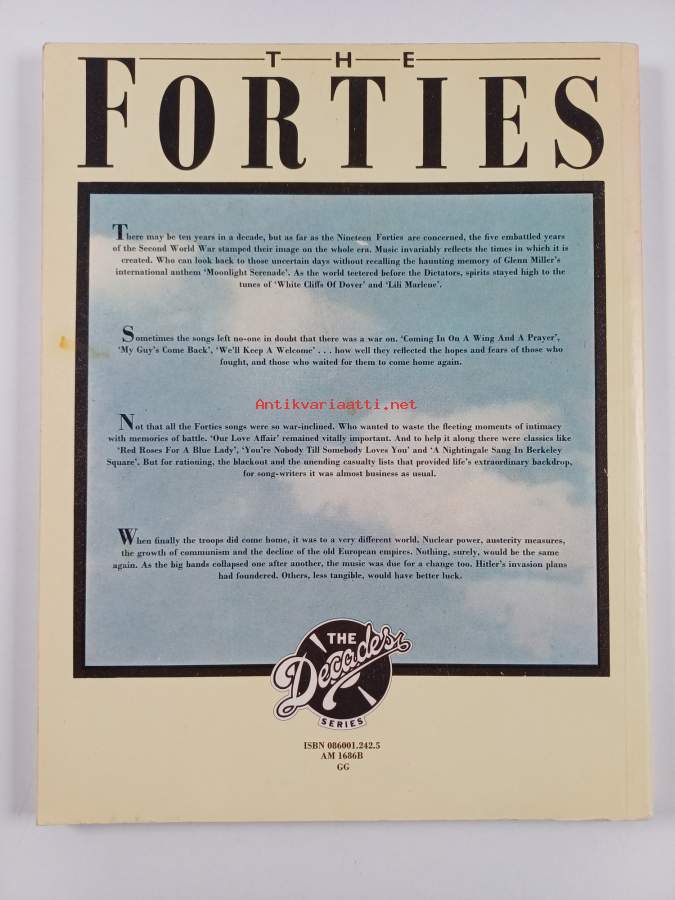 THE
FORTIES
There may be ten years in a decade, but as far as the Nineteen Forties are concerned, the five embattled years
of the Second World War stamped their image on the whole era. Music invariably reflects the times in which it is
created. Who can look back to those uncertain days without recalling the haunting memory of Glenn Miller's
international anthem ‘Moonlight Serenade’. As the world teetered before the Dictators, spirits stayed high to the
tunes of ‘White Cliffs Of Dover’ and ‘Lili Marlene’.
Sometimes the songs left no-one in doubt that there was a war on. ‘Coming In On A Wing And A Prayer’,
‘My Guy's Come Back’, ‘We'll Keep A Welcome’ . . . how well they reflected the hopes and fears of those who
fought, and those who waited for them to come home again.
Antikvariaatti.net
Not that all the Forties songs were so war-inclined. Who wanted to waste the fleeting moments of intimacy
with memories of battle. ‘Our Love Affair’ remained vitally important. And to help it along there were classics like
‘Red Roses For A Blue Lady’, ‘You're Nobody Till Somebody Loves You’ and ‘A Nightingale Sang In Berkeley
Square’. But for rationing, the blackout and the unending casualty lists that provided life's extraordinary backdrop,
for song-writers it was almost business as usual.
When finally the troops did come home, it was to a very different world. Nuclear power, austerity measures,
the growth of communism and the decline of the old European empires. Nothing, surely, would be the same
again. As the big bands collapsed one after another, the music was due for a change too. Hitler's invasion plans
had foundered. Others, less tangible, would have better luck.
THE
Decades
SERIES
ISBN 086001.242.5
AM 1686B
GG